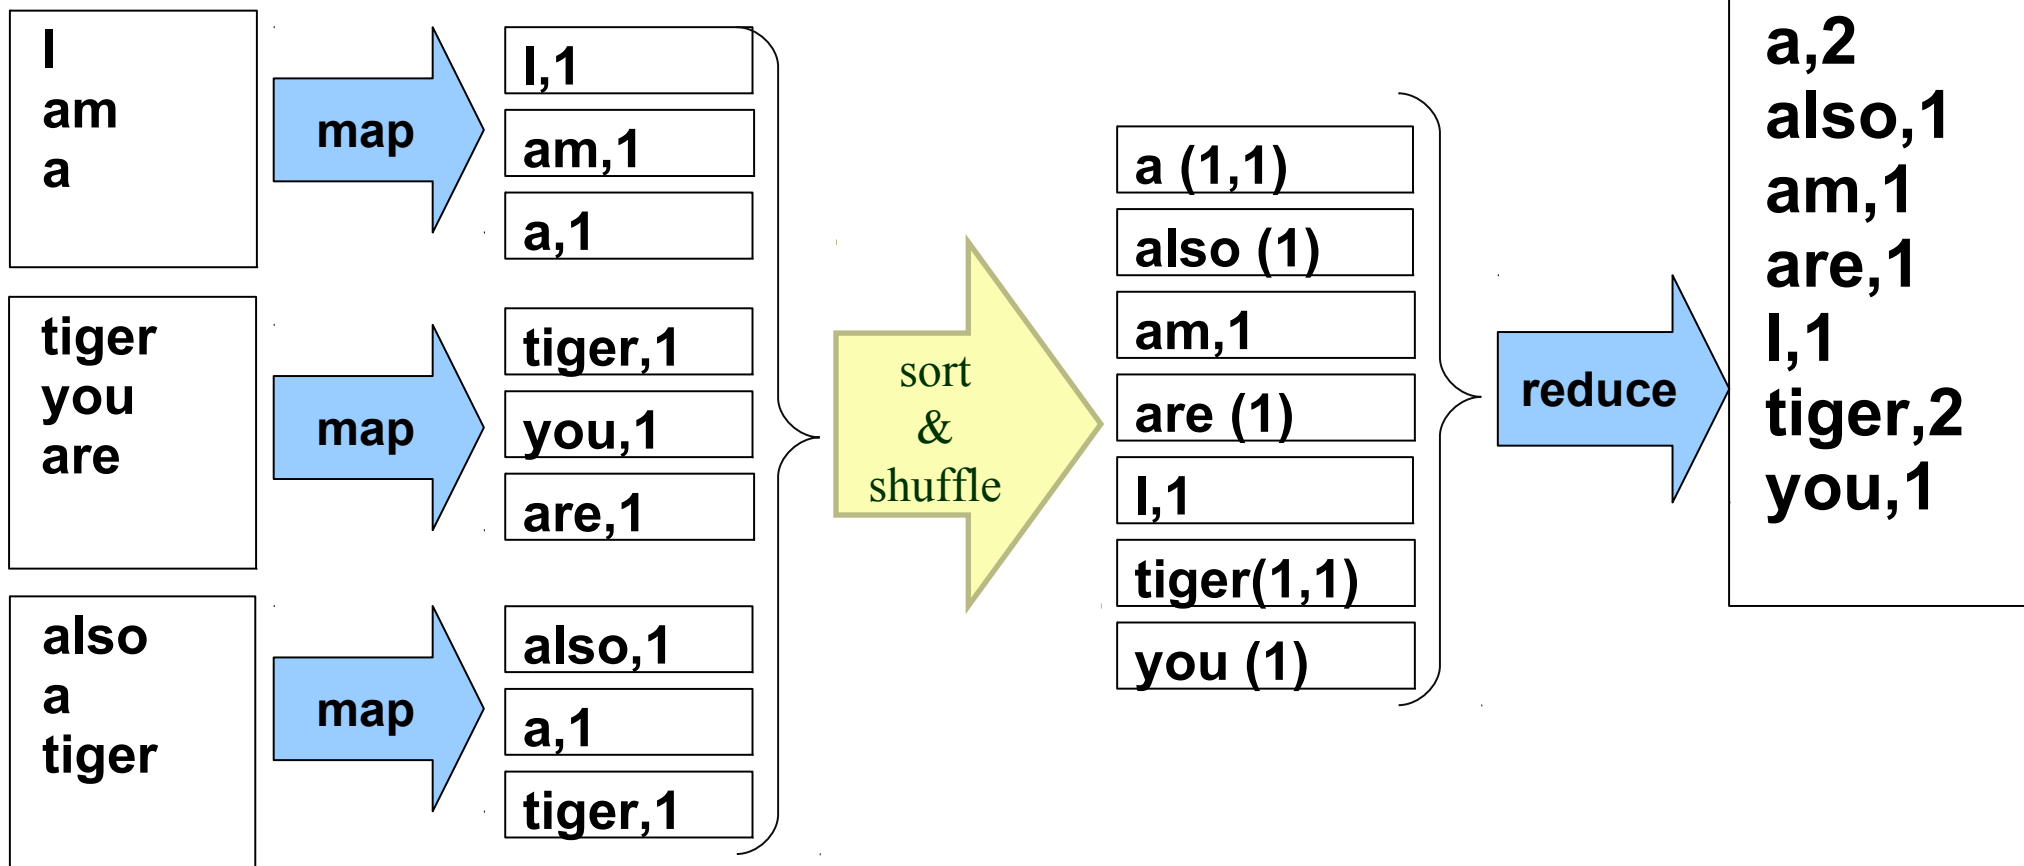 I
am
a
map
I,1
am,1
a,1
tiger
you
are
map
tiger,1
you,1
are,1
also
a
tiger
map
also,1
a,1
tiger,1
sort
&
shuffle
a (1,1)
also (1)
am,1
are (1)
I,1
tiger(1,1)
you (1)
reduce
a,2
also,1
am,1
are,1
I,1
tiger,2
you,1